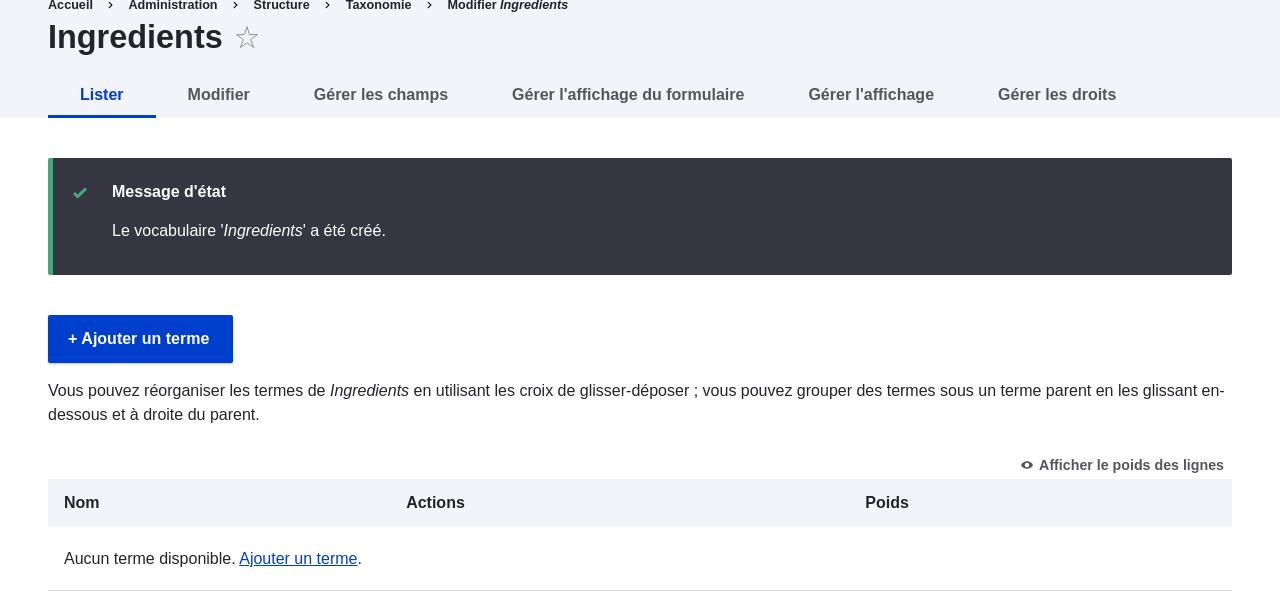 Accueil > Administration > Structure > Taxonomie > Modifier Ingredients
Ingredients ☆
Lister Modifier Gérer les champs Gérer l'affichage du formulaire Gérer l'affichage Gérer les droits
Message d'état
Le vocabulaire 'Ingredients' a été créé.
+ Ajouter un terme
Vous pouvez réorganiser les termes de Ingredients en utilisant les croix de glisser-déposer ; vous pouvez grouper des termes sous un terme parent en les glissant en-
dessous et à droite du parent.
Afficher le poids des lignes
Nom Actions Poids
Aucun terme disponible. Ajouter un terme.